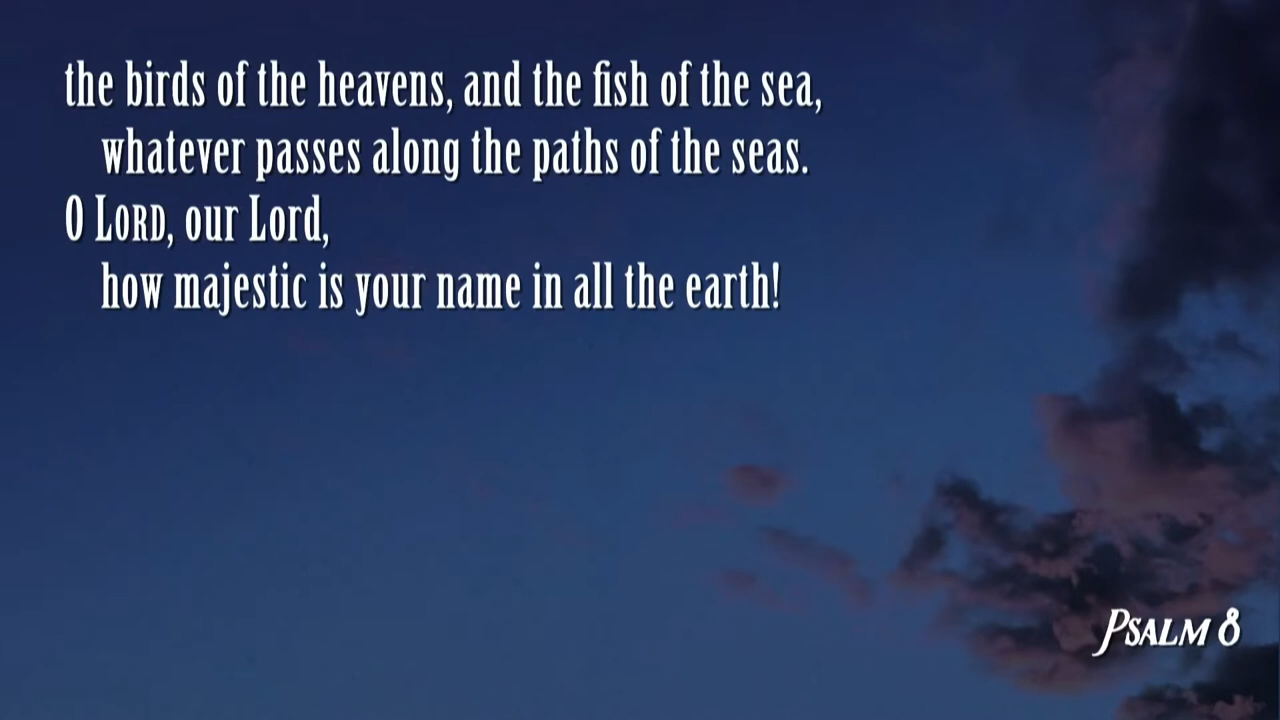 the birds of the heavens, and the fish of the sea,
whatever passes along the paths of the seas.
O LORD, our Lord,
how majestic is your name in all the earth!
PSALM 8